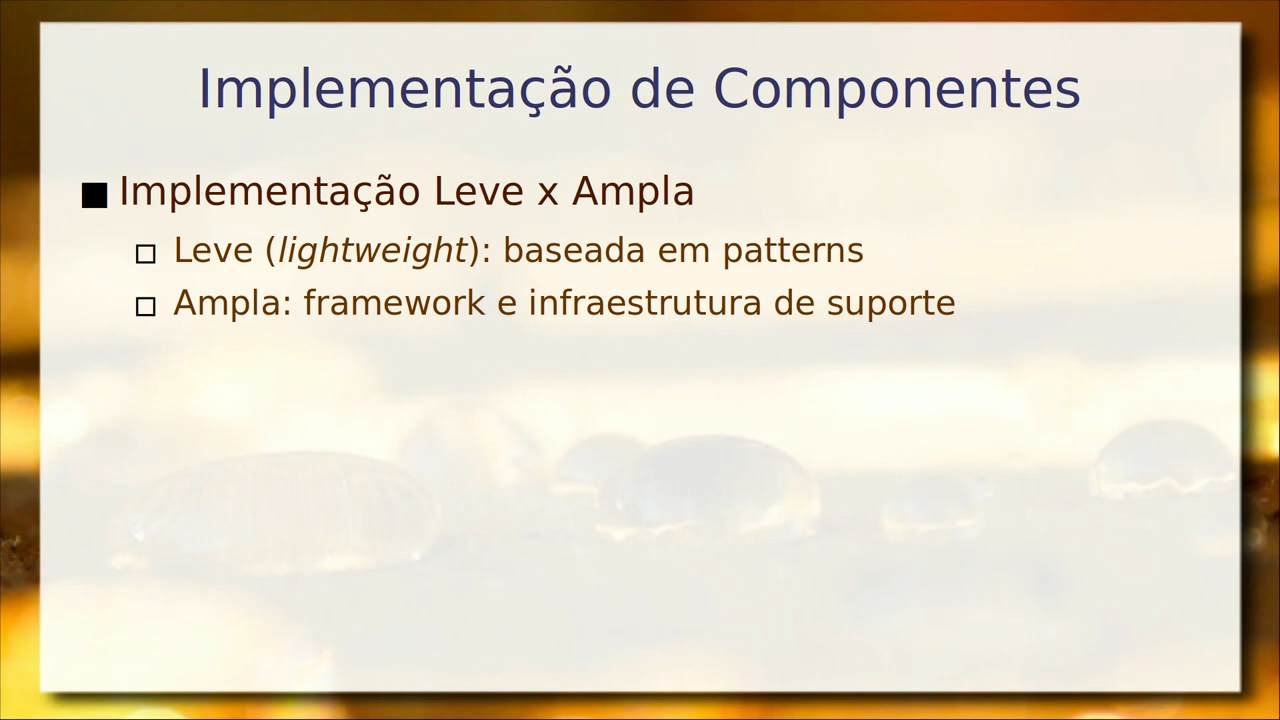 Implementação de Componentes
■ Implementação Leve x Ampla
□ Leve (lightweight): baseada em patterns
□ Ampla: framework e infraestrutura de suporte